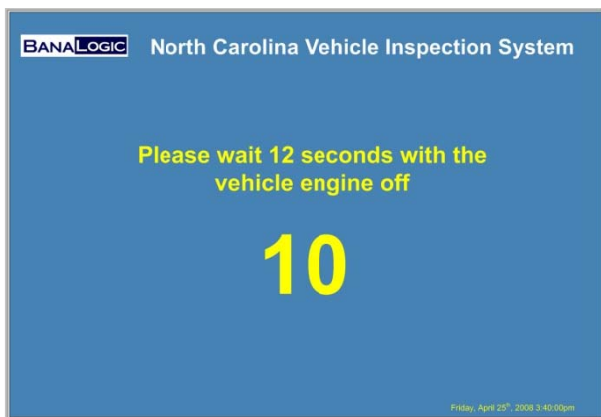 BANALOGIC North Carolina Vehicle Inspection System
Please wait 12 seconds with the
vehicle engine off
10
Friday, April 25th, 2008 3:40:00pm